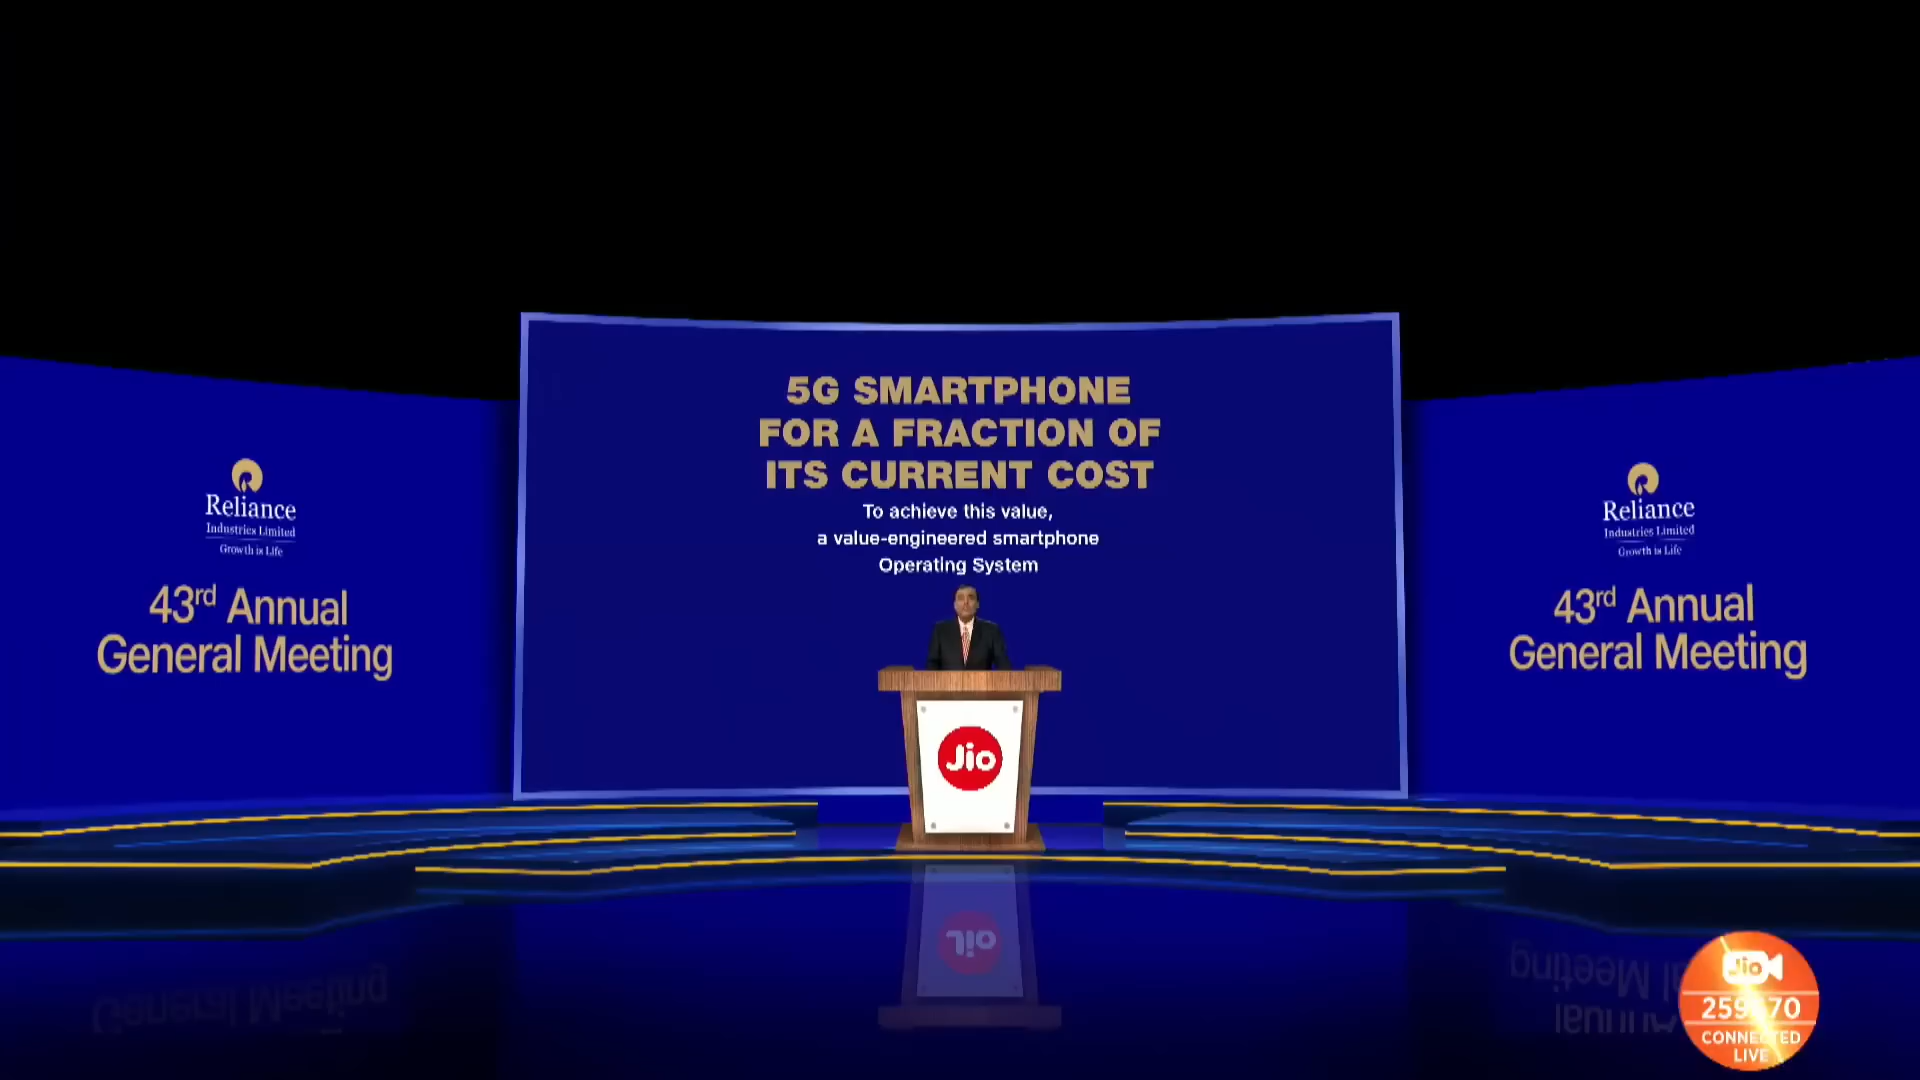 5G SMARTPHONE
FOR A FRACTION OF
ITS CURRENT COST
To achieve this value,
a value-engineered smartphone
Operating System
Reliance
Industries Limited
Growth is Life
43rd Annual
General Meeting
Reliance
Industries Limited
Growth is Life
43rd Annual
General Meeting
Jio
Jio
CONNECTED
LIVE